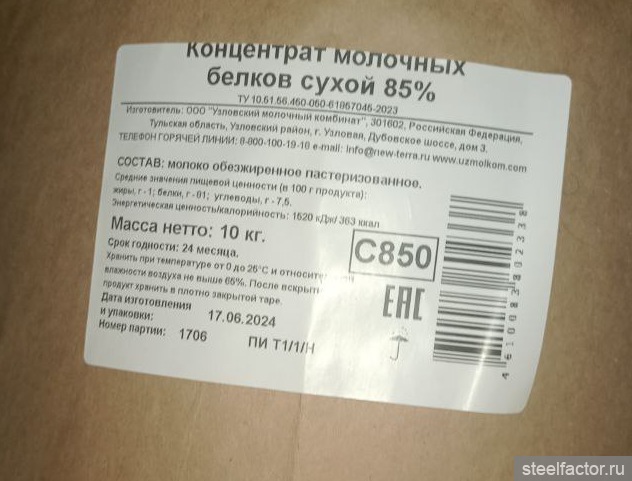 Концентрат молочных
белков сухой 85%
ТУ 10.51.56.460-060-61957045-2023
Изготовитель: ООО "Узловский молочный комбинат", 301602, Российская Федерация,
Тульская область, Узловский район, г. Узловая, Дубовское шоссе, дом 3.
ТЕЛЕФОН ГОРЯЧЕЙ ЛИНИИ: 8-800-100-19-18 e-mail: info@new-terra.ru www.uzmolkom.com
СОСТАВ: молоко обезжиренное пастеризованное.
Средние значения пищевой ценности (в 100 г продукта):
жиры, г - 1; белки, г -81; углеводы, г - 7,5.
Энергетическая ценность/калорийность: 1520 кДж/ 363 ккал
Масса нетто: 10 кг.
Срок годности: 24 месяца.
Хранить при температуре от 0 до 25°С и относите
влажности воздуха не выше 65%. После вскрыт
продукт хранить в плотно закрытой таре.
Дата изготовления
и упаковки: 17.06.2024
Номер партии: 1706 ПИ Т1/1/Н
С850
ЕАС
4610083802338
steelfactor.ru